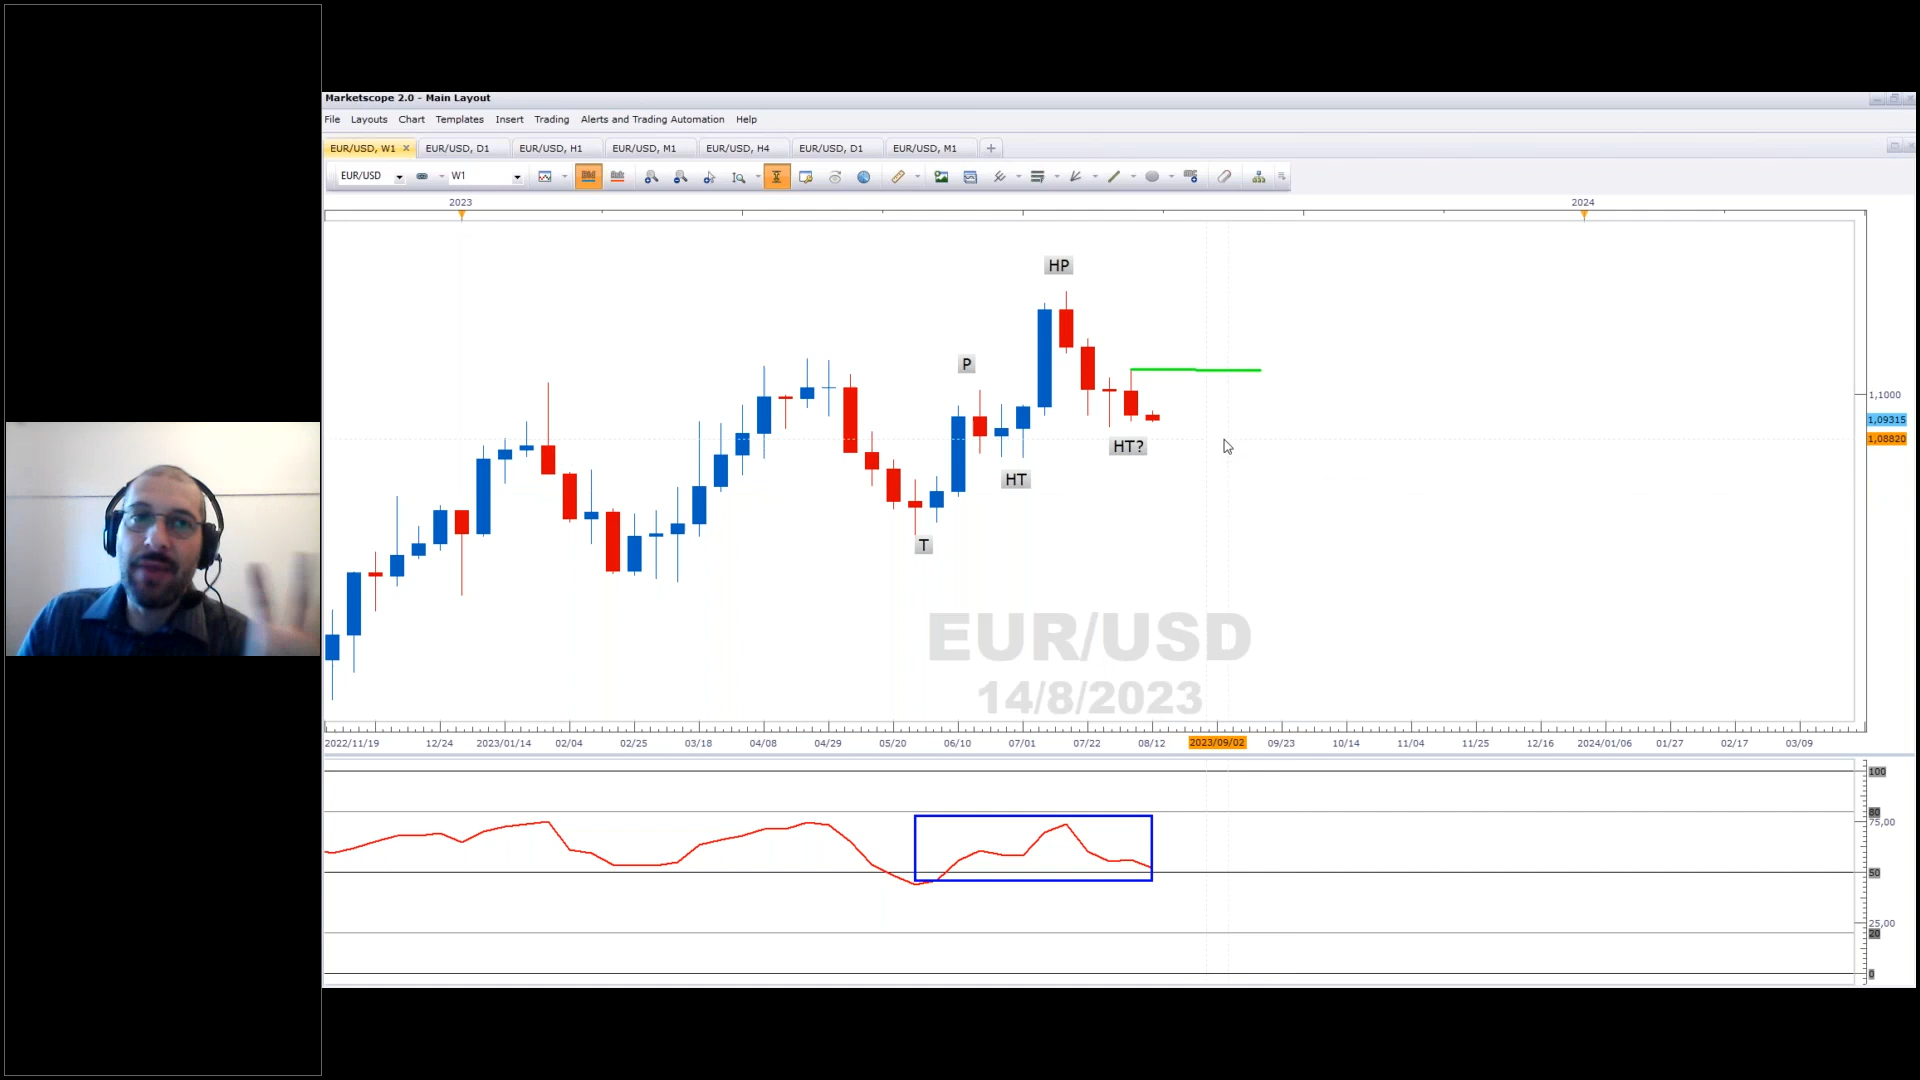 Marketscope 2.0 - Main Layout
File Layouts Chart Templates Insert Trading Alerts and Trading Automation Help
EUR/USD, W1 EUR/USD, D1 EUR/USD, H1 EUR/USD, M1 EUR/USD, H4 EUR/USD, D1 EUR/USD, M1
EUR/USD W1
2023 2024
HP
P
1,1000
1,09315
1,08820
HT?
HT
T
EUR/USD
14/8/2023
2022/11/19 12/24 2023/01/14 02/04 02/25 03/18 04/08 04/29 05/20 06/10 07/01 07/22 08/12 2023/09/02 09/23 10/14 11/04 11/25 12/16 2024/01/06 01/27 02/17 03/09
100
80
75,00
50
25,00
20
0